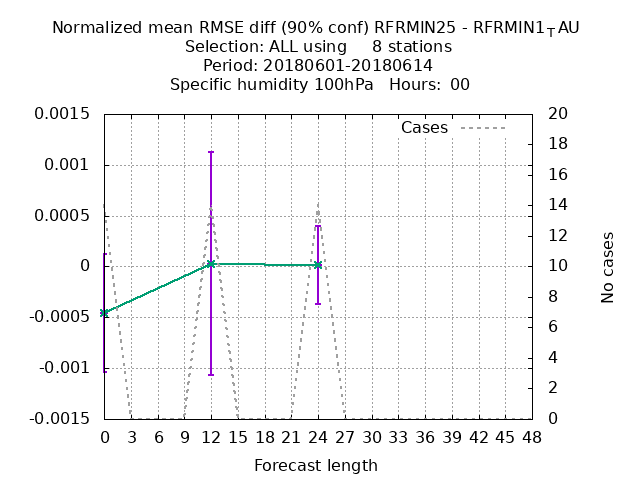 Normalized mean RMSE diff (90% conf) RFRMIN25 - RFRMIN1TAU
Selection: ALL using 8 stations
Period: 20180601-20180614
Specific humidity 100hPa Hours: 00
Cases
0.0015
0.001
0.0005
0
-0.0005
-0.001
-0.0015
20
18
16
14
12
10
8
6
4
2
0
No cases
0 3 6 9 12 15 18 21 24 27 30 33 36 39 42 45 48
Forecast length